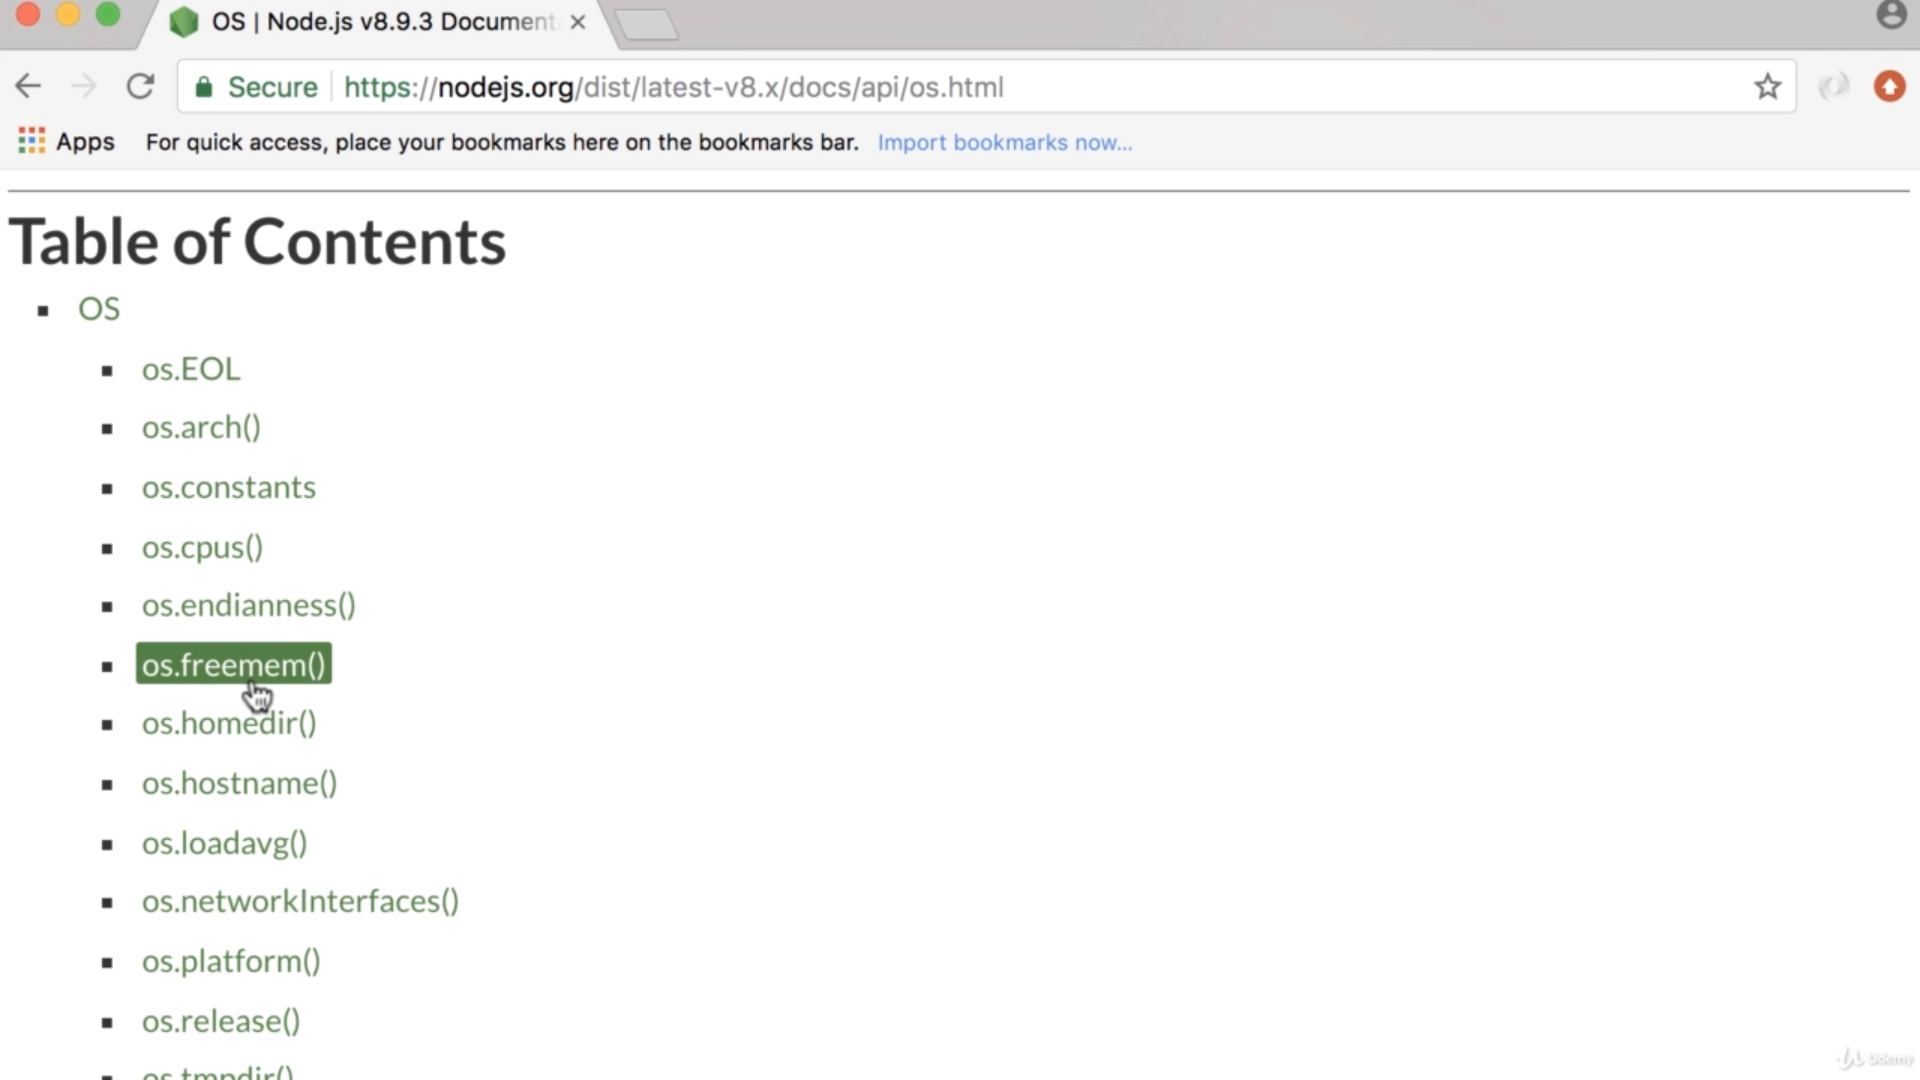 OS | Node.js v8.9.3 Document
Secure https://nodejs.org/dist/latest-v8.x/docs/api/os.html
Apps For quick access, place your bookmarks here on the bookmarks bar. Import bookmarks now...
Table of Contents
OS
os.EOL
os.arch()
os.constants
os.cpus()
os.endianness()
os.freemem()
os.homedir()
os.hostname()
os.loadavg()
os.networkInterfaces()
os.platform()
os.release()
os.tmpdir()
Udemy